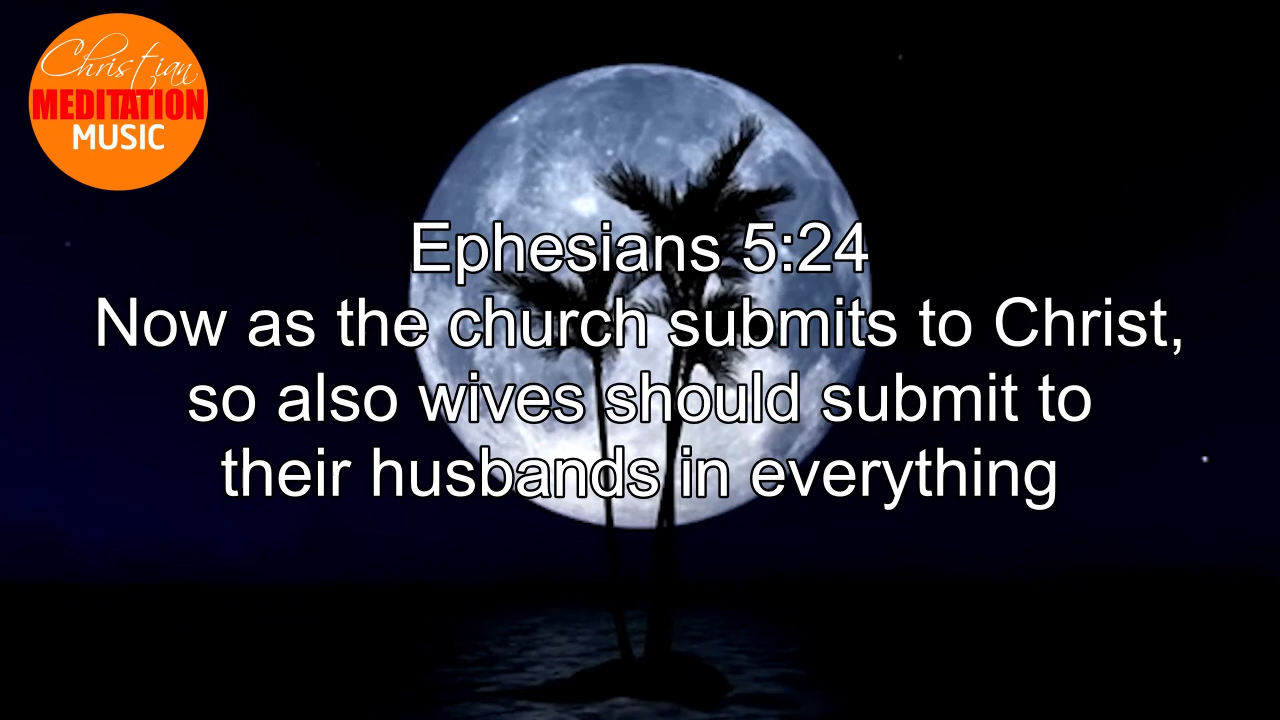 Christian
MEDITATION
MUSIC
Ephesians 5:24
Now as the church submits to Christ,
so also wives should submit to
their husbands in everything